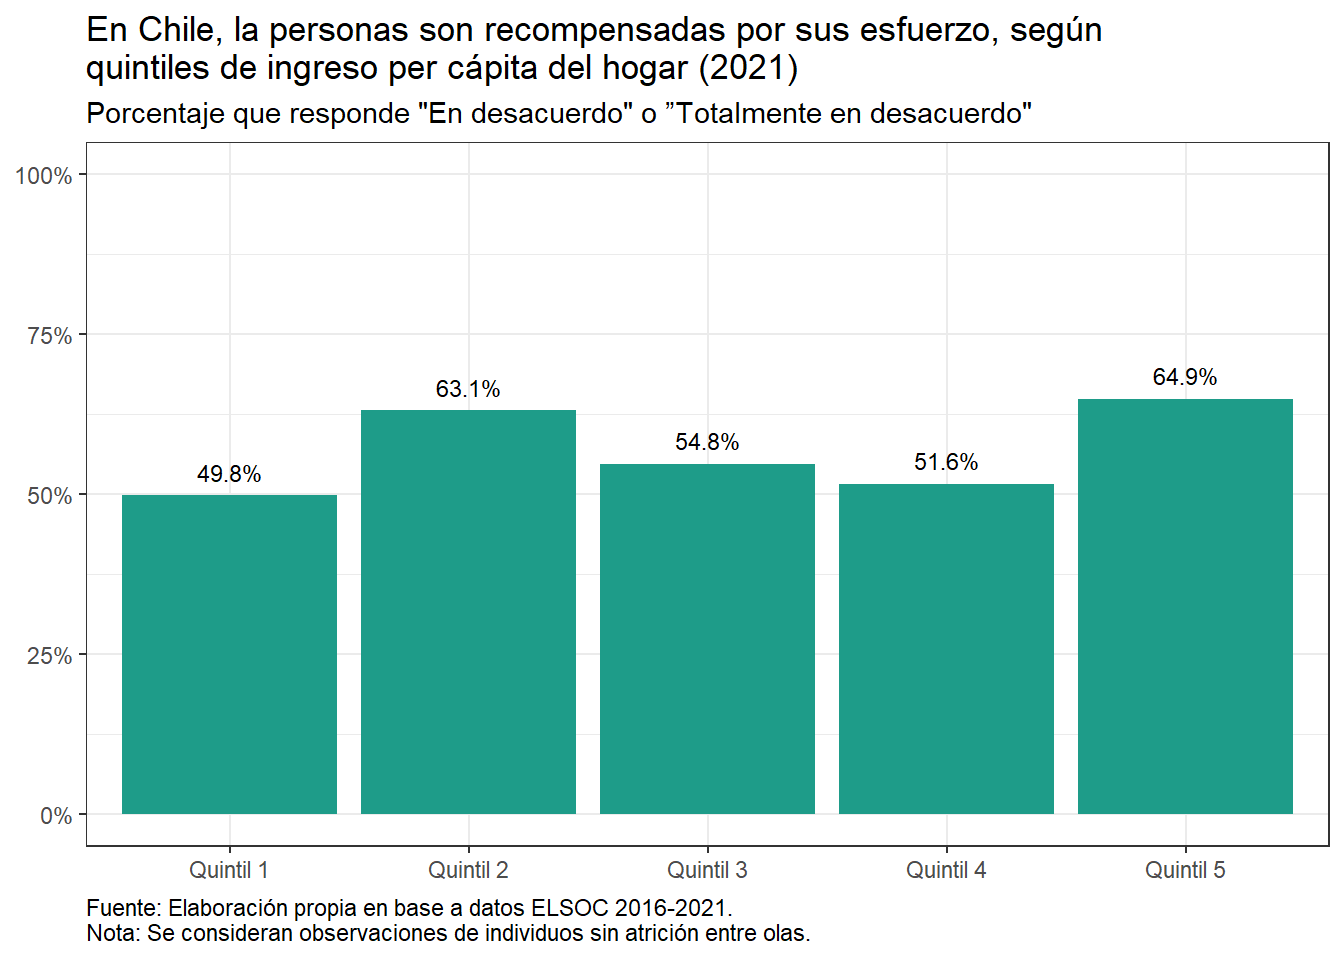 En Chile, la personas son recompensadas por sus esfuerzo, según
quintiles de ingreso per cápita del hogar (2021)
Porcentaje que responde "En desacuerdo" o ”Totalmente en desacuerdo"
100%
75%
50%
25%
0%
49.8%
63.1%
54.8%
51.6%
64.9%
Quintil 1
Quintil 2
Quintil 3
Quintil 4
Quintil 5
Fuente: Elaboración propia en base a datos ELSOC 2016-2021.
Nota: Se consideran observaciones de individuos sin atrición entre olas.